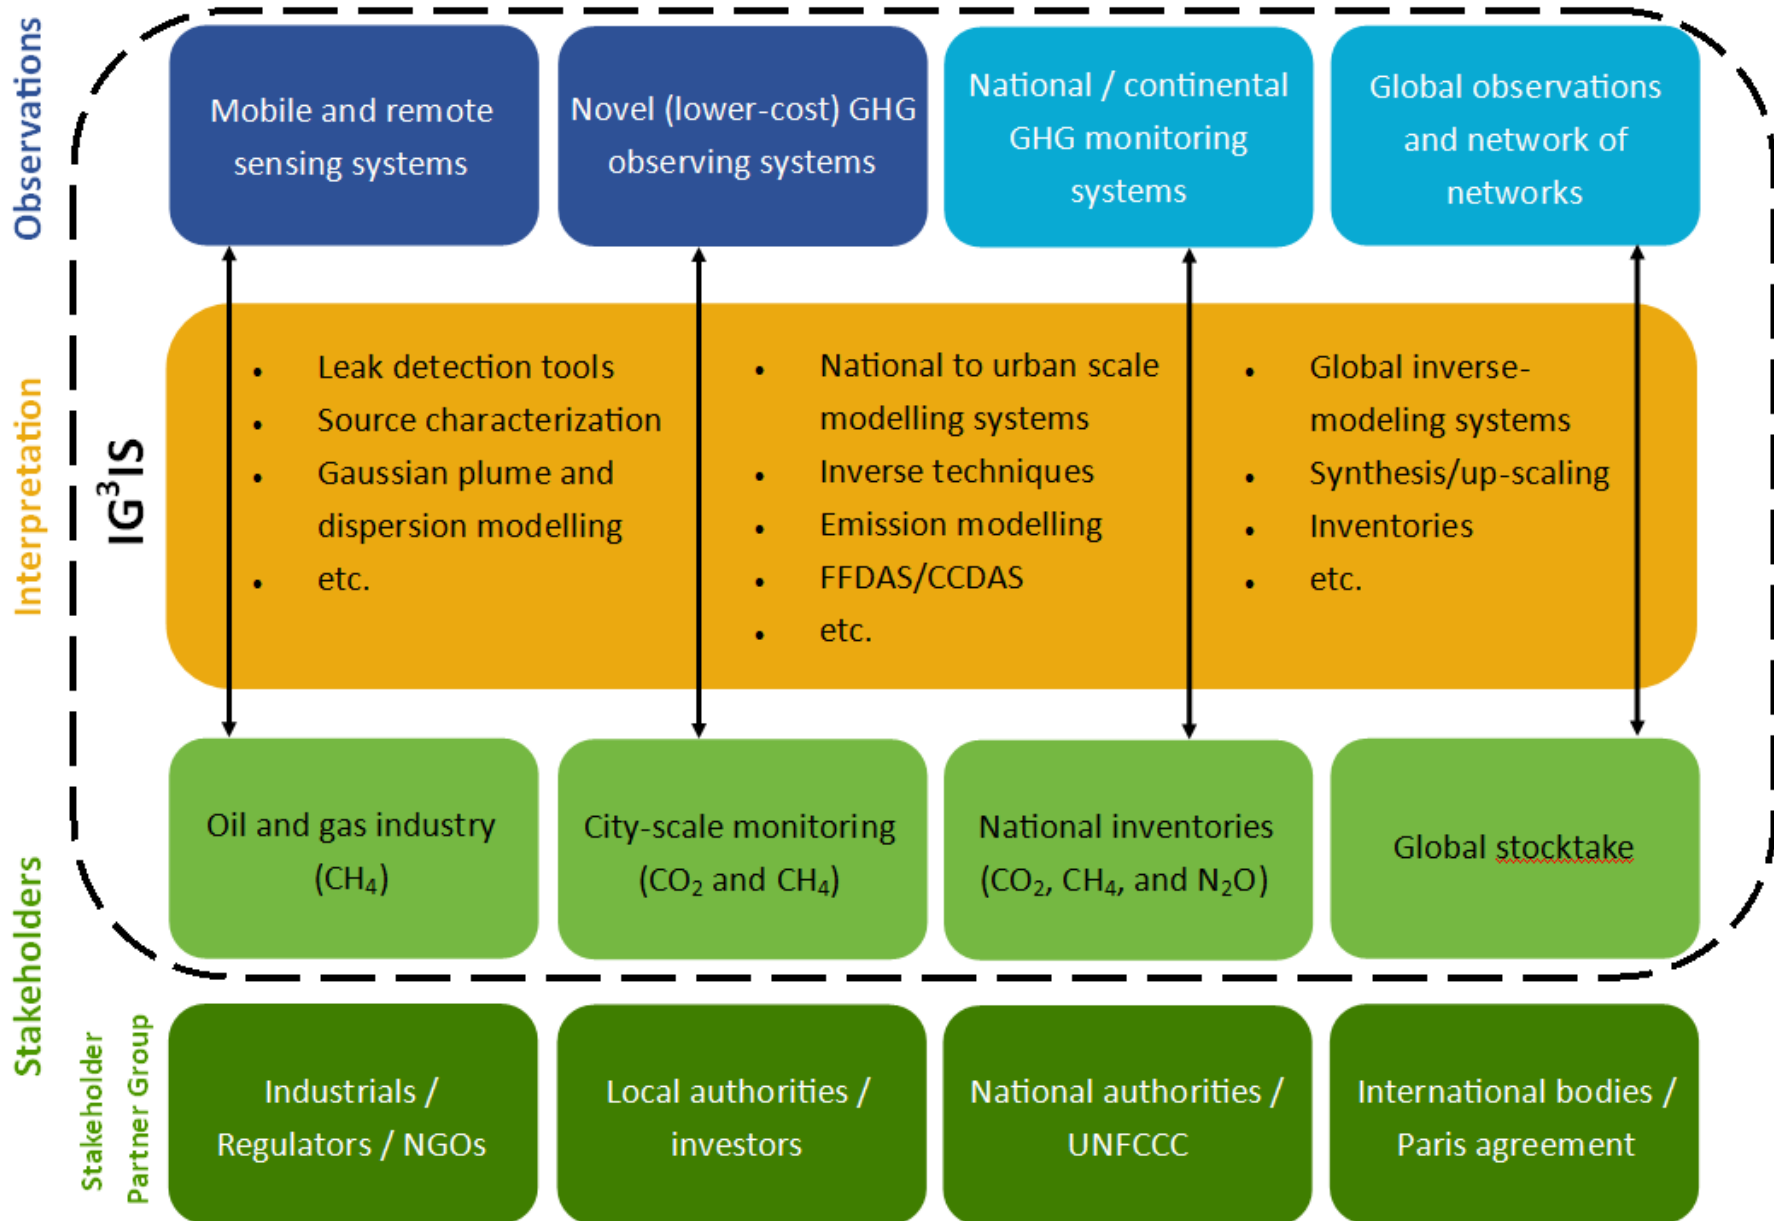 Observations
Mobile and remote
sensing systems
Novel (lower-cost) GHG
observing systems
National / continental
GHG monitoring
systems
Global observations
and network of
networks
Interpretation
IG³IS
• Leak detection tools
• Source characterization
• Gaussian plume and
dispersion modelling
• etc.
• National to urban scale
modelling systems
• Inverse techniques
• Emission modelling
• FFDAS/CCDAS
• etc.
• Global inverse-
modeling systems
• Synthesis/up-scaling
• Inventories
• etc.
Stakeholders
Oil and gas industry
(CH₄)
City-scale monitoring
(CO₂ and CH₄)
National inventories
(CO₂, CH₄, and N₂O)
Global stocktake
Stakeholder
Partner Group
Industrials /
Regulators / NGOs
Local authorities /
investors
National authorities /
UNFCCC
International bodies /
Paris agreement